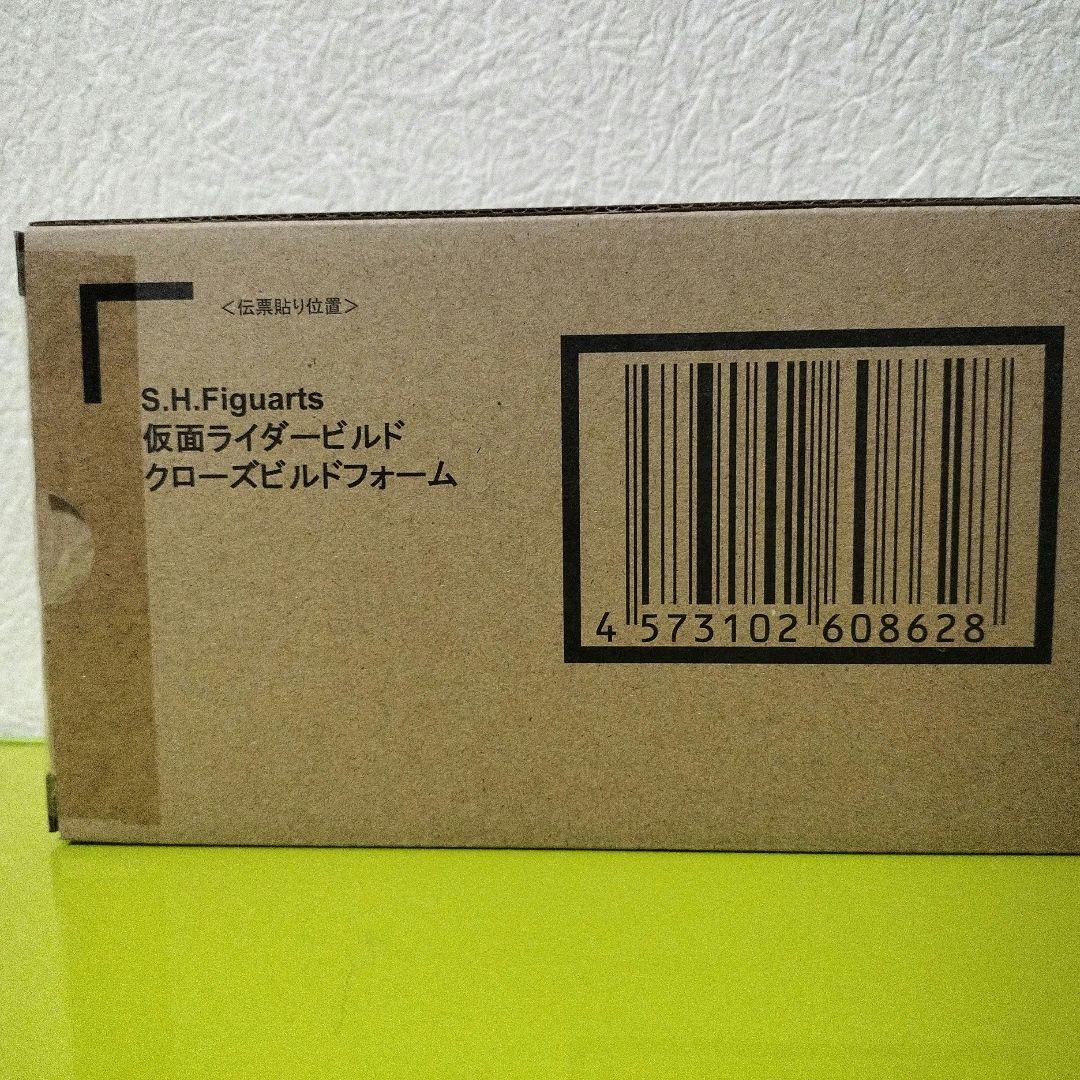 ＜伝票貼り位置＞
S.H.Figuarts
仮面ライダービルド
クローズビルドフォーム
4 573102 608628